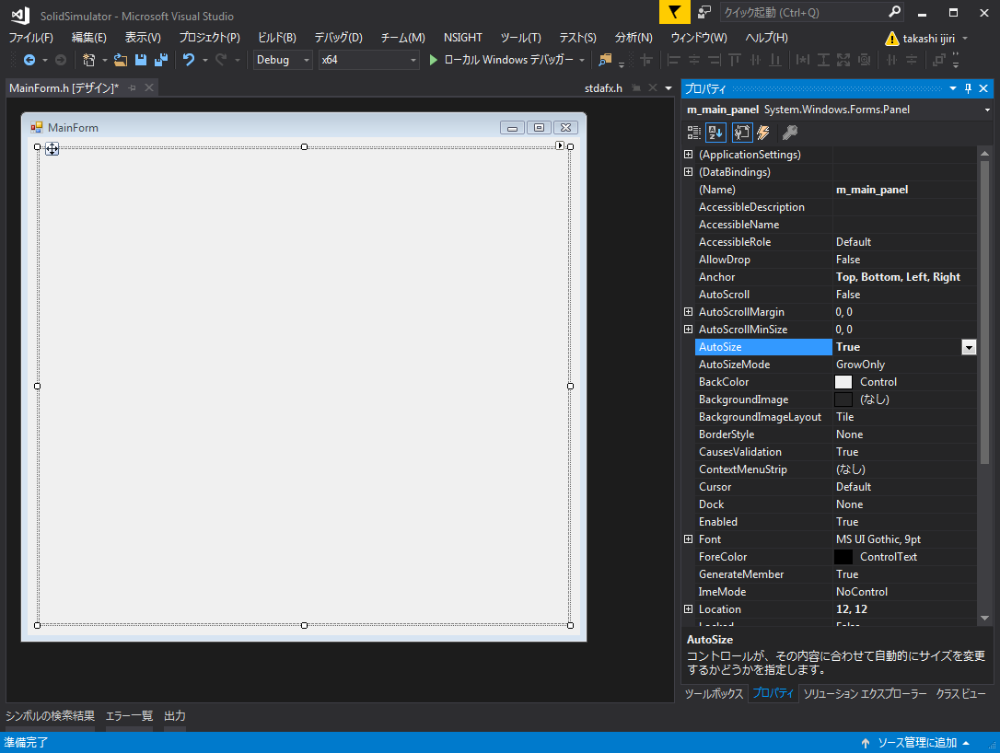 SolidSimulator - Microsoft Visual Studio
クイック起動 (Ctrl+Q)
ファイル(F) 編集(E) 表示(V) プロジェクト(P) ビルド(B) デバッグ(D) チーム(M) NSIGHT ツール(T) テスト(S) 分析(N) ウィンドウ(W) ヘルプ(H) takashi ijiri
Debug x64 ローカル Windows デバッガー
MainForm.h [デザイン]* stdafx.h
MainForm
プロパティ
m_main_panel System.Windows.Forms.Panel
(ApplicationSettings)
(DataBindings)
(Name) m_main_panel
AccessibleDescription
AccessibleName
AccessibleRole Default
AllowDrop False
Anchor Top, Bottom, Left, Right
AutoScroll False
AutoScrollMargin 0, 0
AutoScrollMinSize 0, 0
AutoSize True
AutoSizeMode GrowOnly
BackColor Control
BackgroundImage (なし)
BackgroundImageLayout Tile
BorderStyle None
CausesValidation True
ContextMenuStrip (なし)
Cursor Default
Dock None
Enabled True
Font MS UI Gothic, 9pt
ForeColor ControlText
GenerateMember True
ImeMode NoControl
Location 12, 12
Locked False
AutoSize
コントロールが、その内容に合わせて自動的にサイズを変更
するかどうかを指定します。
ツールボックス プロパティ ソリューション エクスプローラー クラス ビュー
シンボルの検索結果 エラー一覧 出力
準備完了 ソース管理に追加